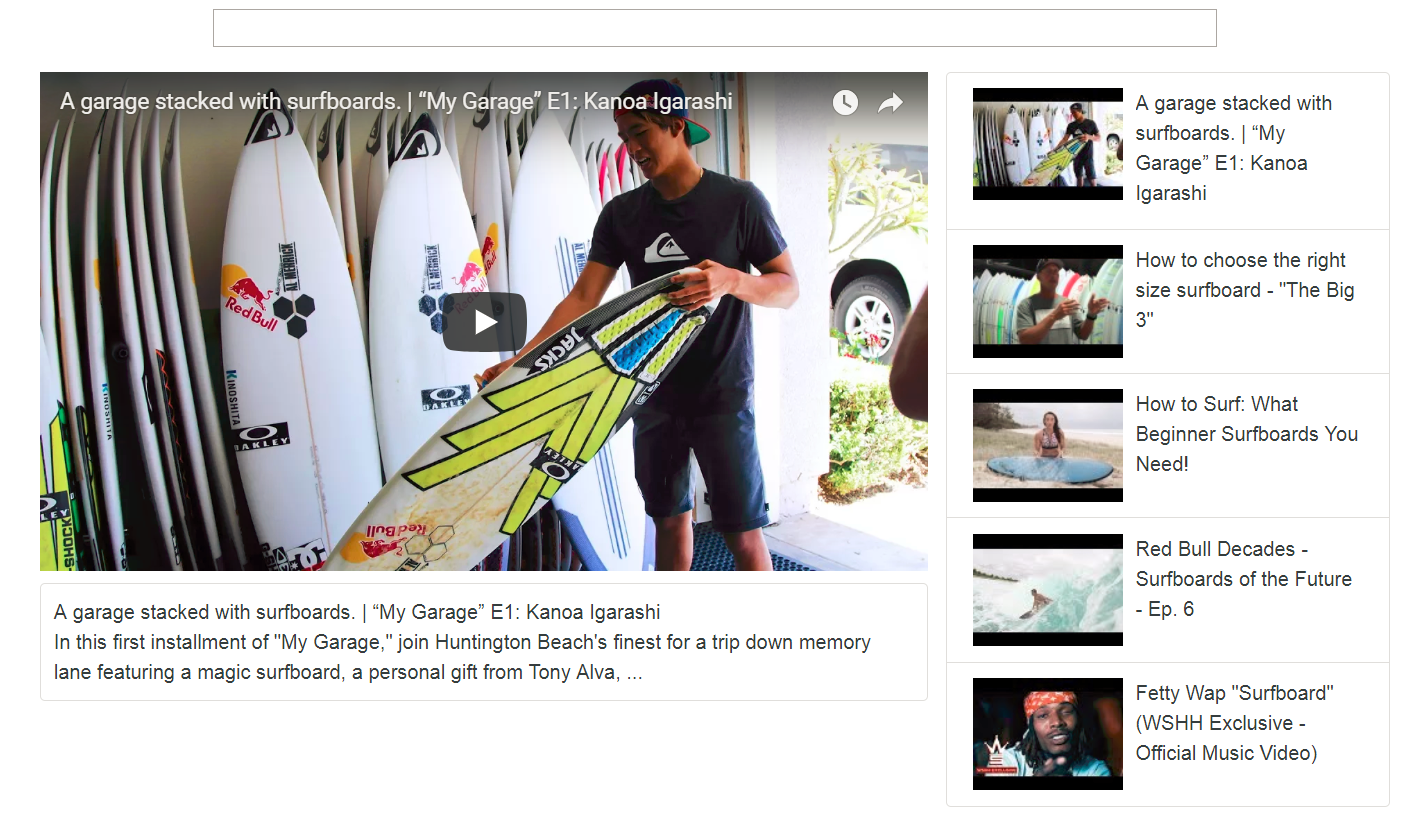 A garage stacked with surfboards. | “My Garage” E1: Kanoa Igarashi
AL MERRICK
AL MERRICK
Red Bull
Red Bull
KINOSHITA
KINOSHITA
OAKLEY
OAKLEY
JACKS
OAKLEY
Red Bull
A garage stacked with surfboards. | “My Garage” E1: Kanoa Igarashi
In this first installment of "My Garage," join Huntington Beach's finest for a trip down memory
lane featuring a magic surfboard, a personal gift from Tony Alva, ...
A garage stacked with
surfboards. | “My
Garage” E1: Kanoa
Igarashi
How to choose the right
size surfboard - "The Big
3"
How to Surf: What
Beginner Surfboards You
Need!
Red Bull Decades -
Surfboards of the Future
- Ep. 6
Fetty Wap "Surfboard"
(WSHH Exclusive -
Official Music Video)